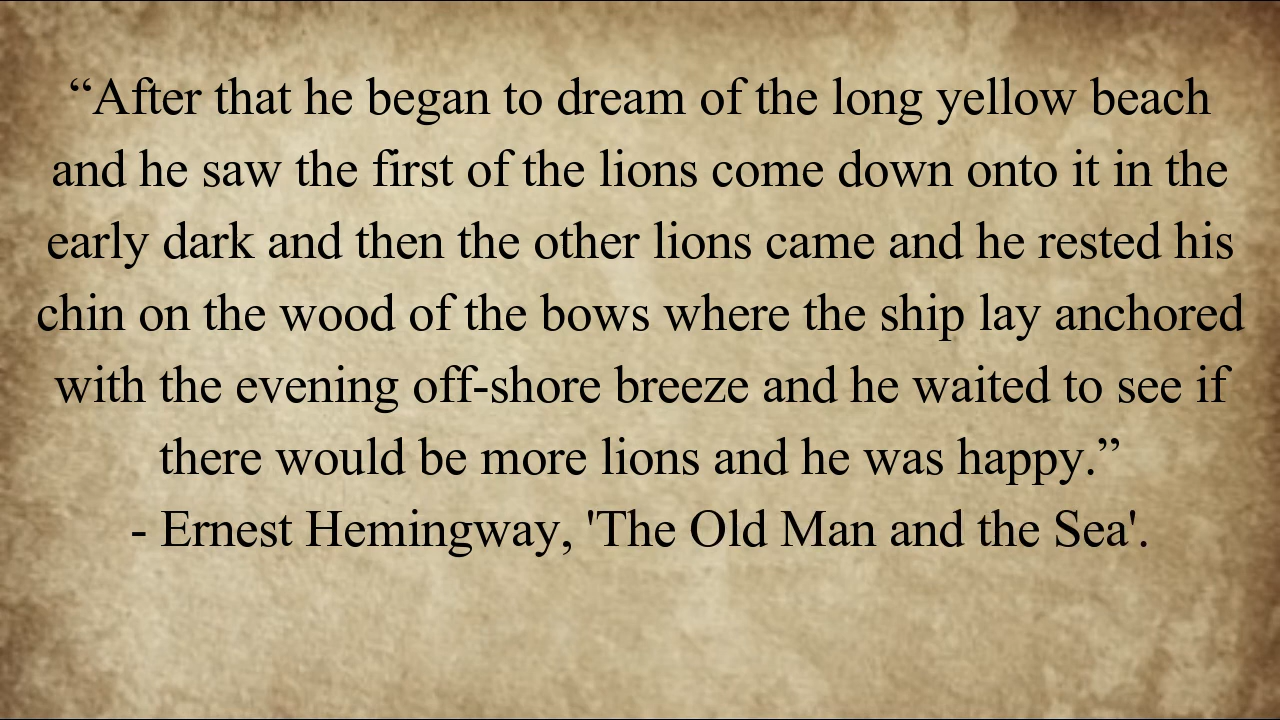 “After that he began to dream of the long yellow beach
and he saw the first of the lions come down onto it in the
early dark and then the other lions came and he rested his
chin on the wood of the bows where the ship lay anchored
with the evening off-shore breeze and he waited to see if
there would be more lions and he was happy.”
- Ernest Hemingway, 'The Old Man and the Sea'.